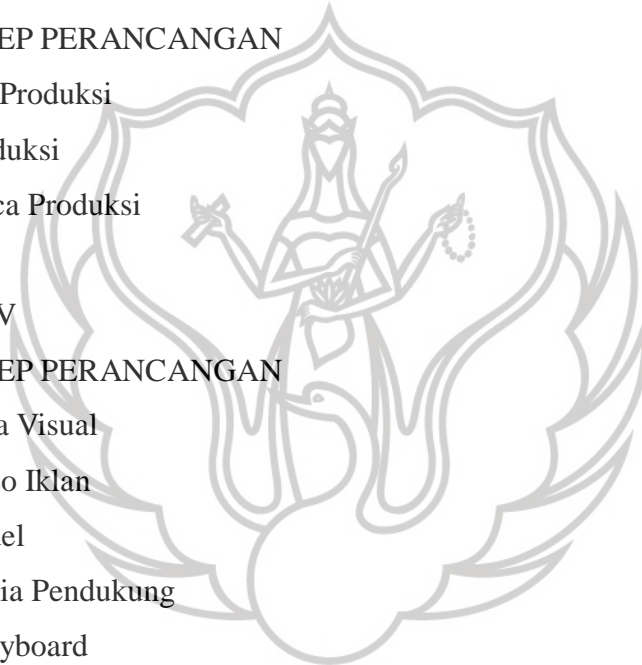 EP PERANCANGAN
Produksi
duksi
ca Produksi
V
EP PERANCANGAN
a Visual
o Iklan
el
ia Pendukung
yboard